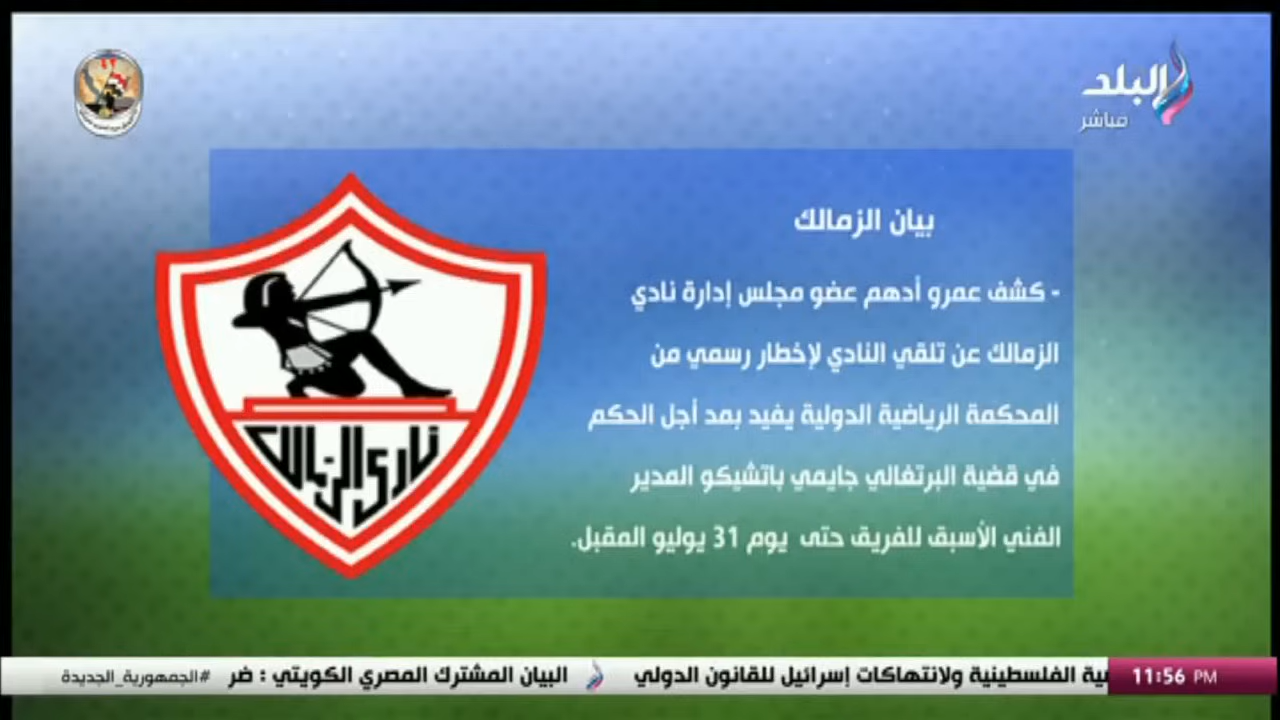 البلد
مباشر
بيان الزمالك
- كشف عمرو أدهم عضو مجلس إدارة نادي
الزمالك عن تلقي النادي لإخطار رسمي من
المحكمة الرياضية الدولية يفيد بمد أجل الحكم
في قضية البرتغالي جايمي باتشيكو المدير
الفني الأسبق للفريق حتى يوم 31 يوليو المقبل.
نادي الزمالك
11:56 PM
ية الفلسطينية ولانتهاكات إسرائيل للقانون الدولي البيان المشترك المصري الكويتي : ضر
#الجمهورية_الجديدة